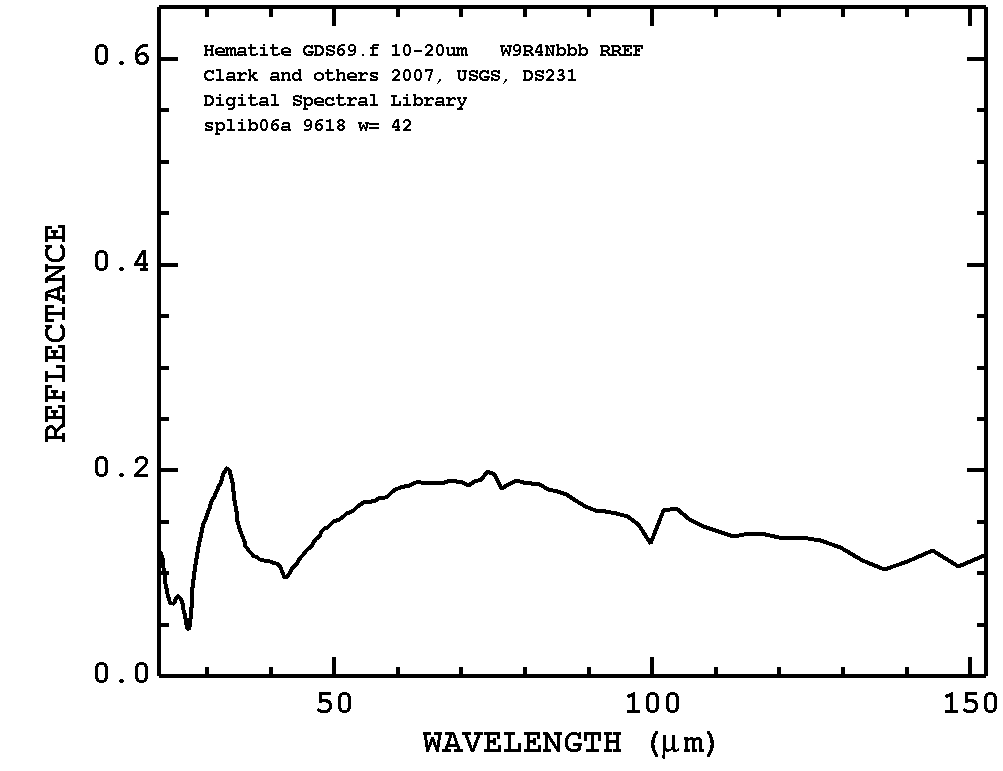 Hematite GDS69.f 10-20um W9R4Nbbb RREF
Clark and others 2007, USGS, DS231
Digital Spectral Library
splib06a 9618 w= 42
0.6
0.4
0.2
0.0
REFLECTANCE
50 100 150
WAVELENGTH (μm)